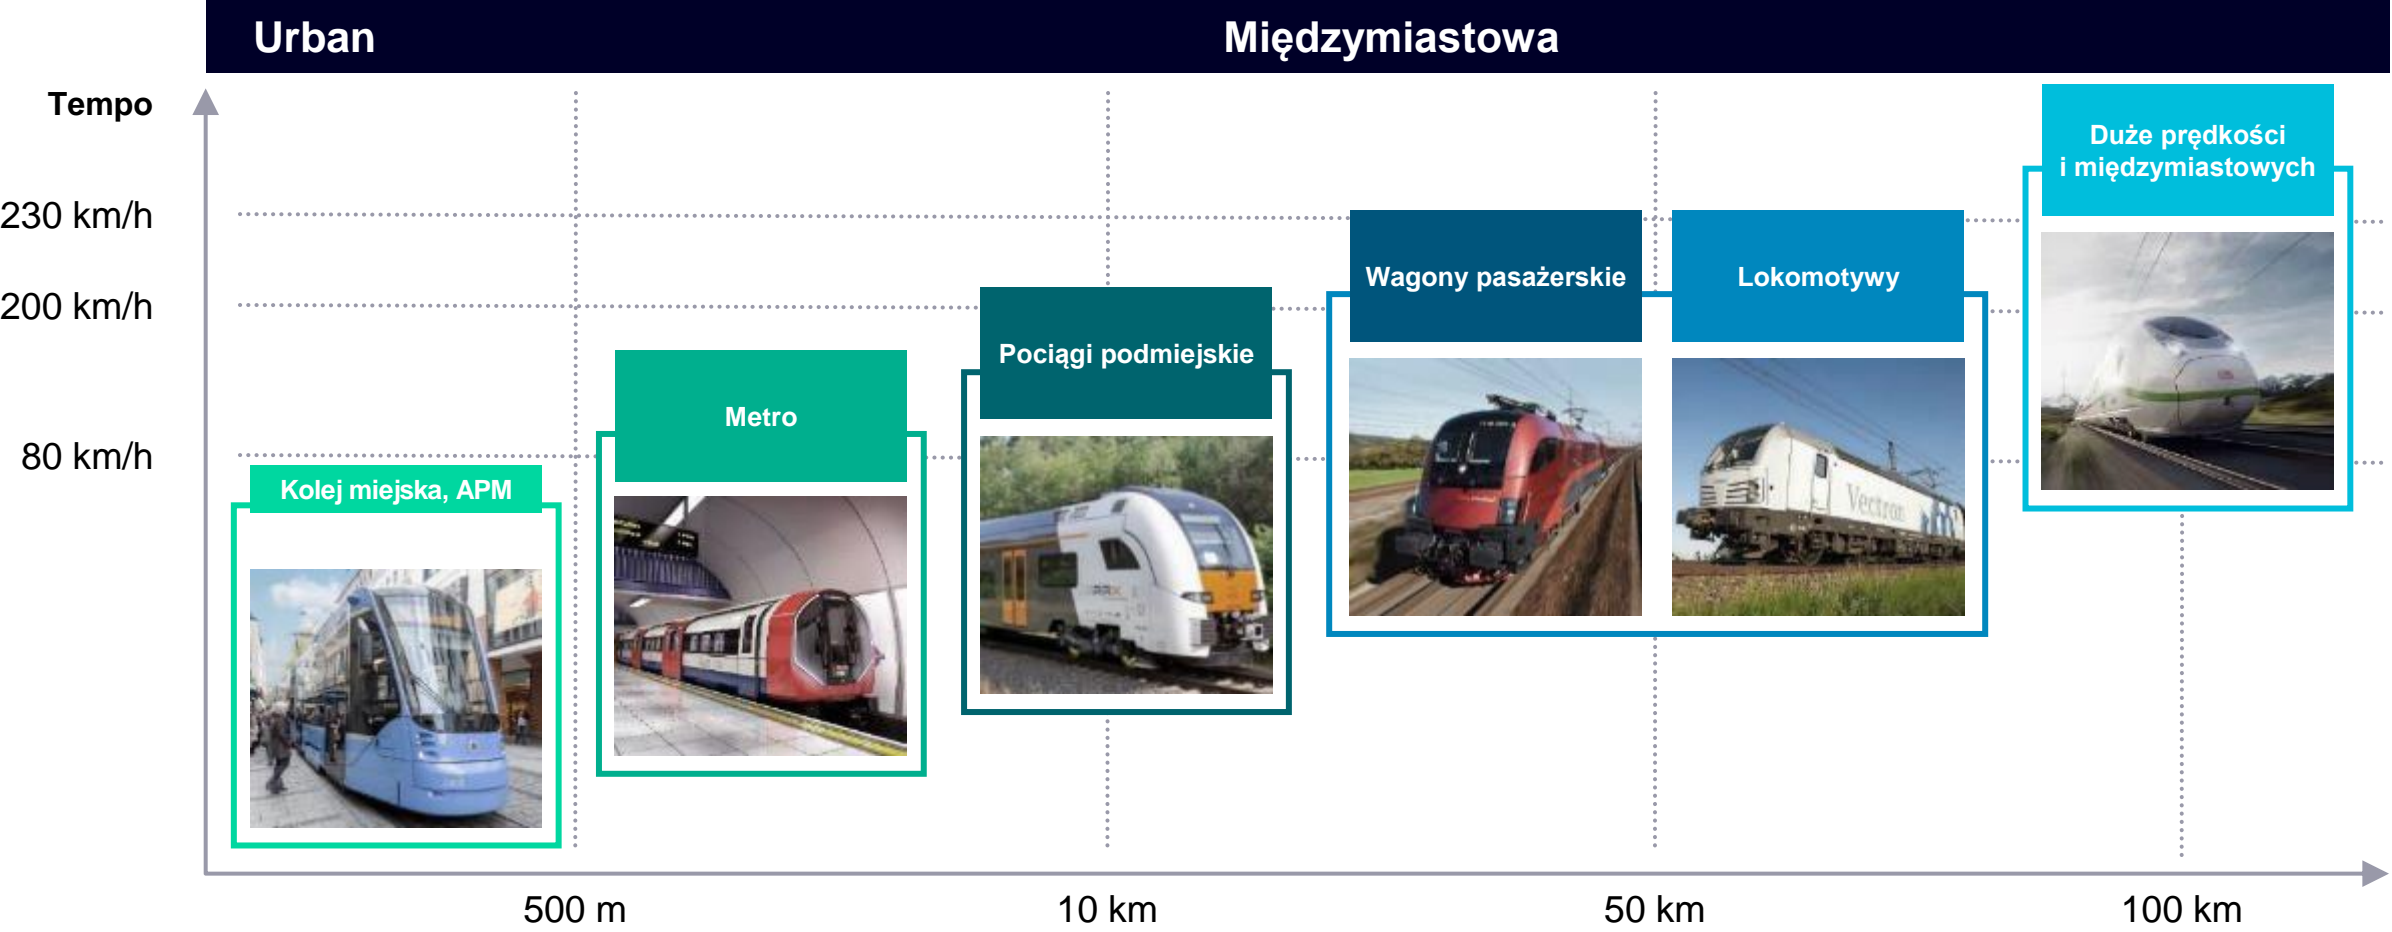 Urban
Międzymiastowa
Tempo
230 km/h
200 km/h
80 km/h
Kolej miejska, APM
Metro
Pociągi podmiejskie
Wagony pasażerskie
Lokomotywy
Duże prędkości
i międzymiastowych
Vectron
500 m
10 km
50 km
100 km